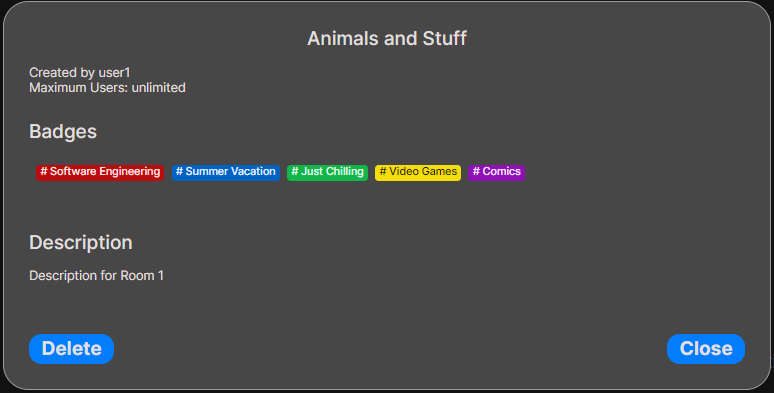 Animals and Stuff
Created by user1
Maximum Users: unlimited
Badges
# Software Engineering # Summer Vacation # Just Chilling # Video Games # Comics
Description
Description for Room 1
Delete Close